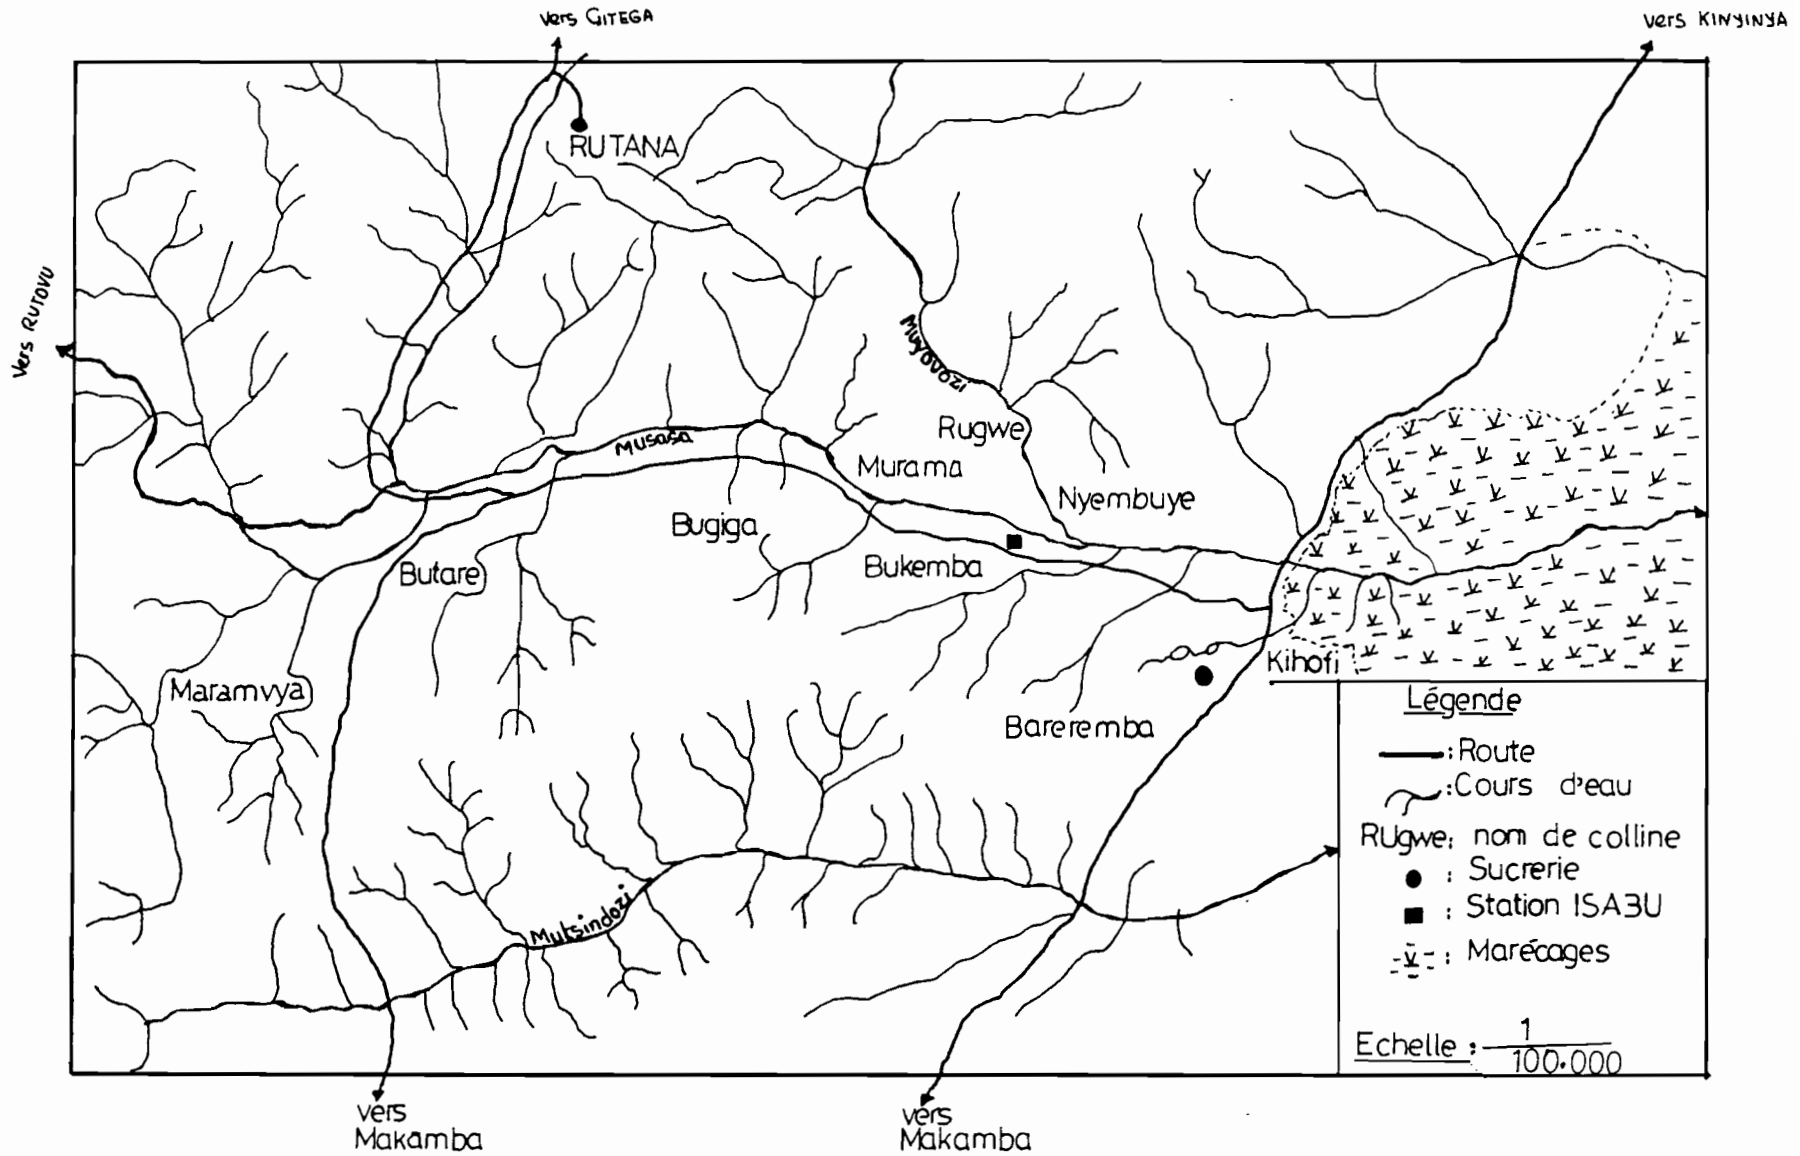 vers GITEGA
vers KINYINYA
RUTANA
Vers RUTOVU
Muyovozi
Musasa
Rugwe
Murama
Nyembuye
Bugiga
Bukemba
Butare
Kihofi
Maramvya
Bareremba
Mutsindozi
Légende
: Route
: Cours d'eau
RUgwe: nom de colline
: Sucrerie
: Station ISABU
: Marécages
Echelle : 1
100.000
vers
Makamba
vers
Makamba